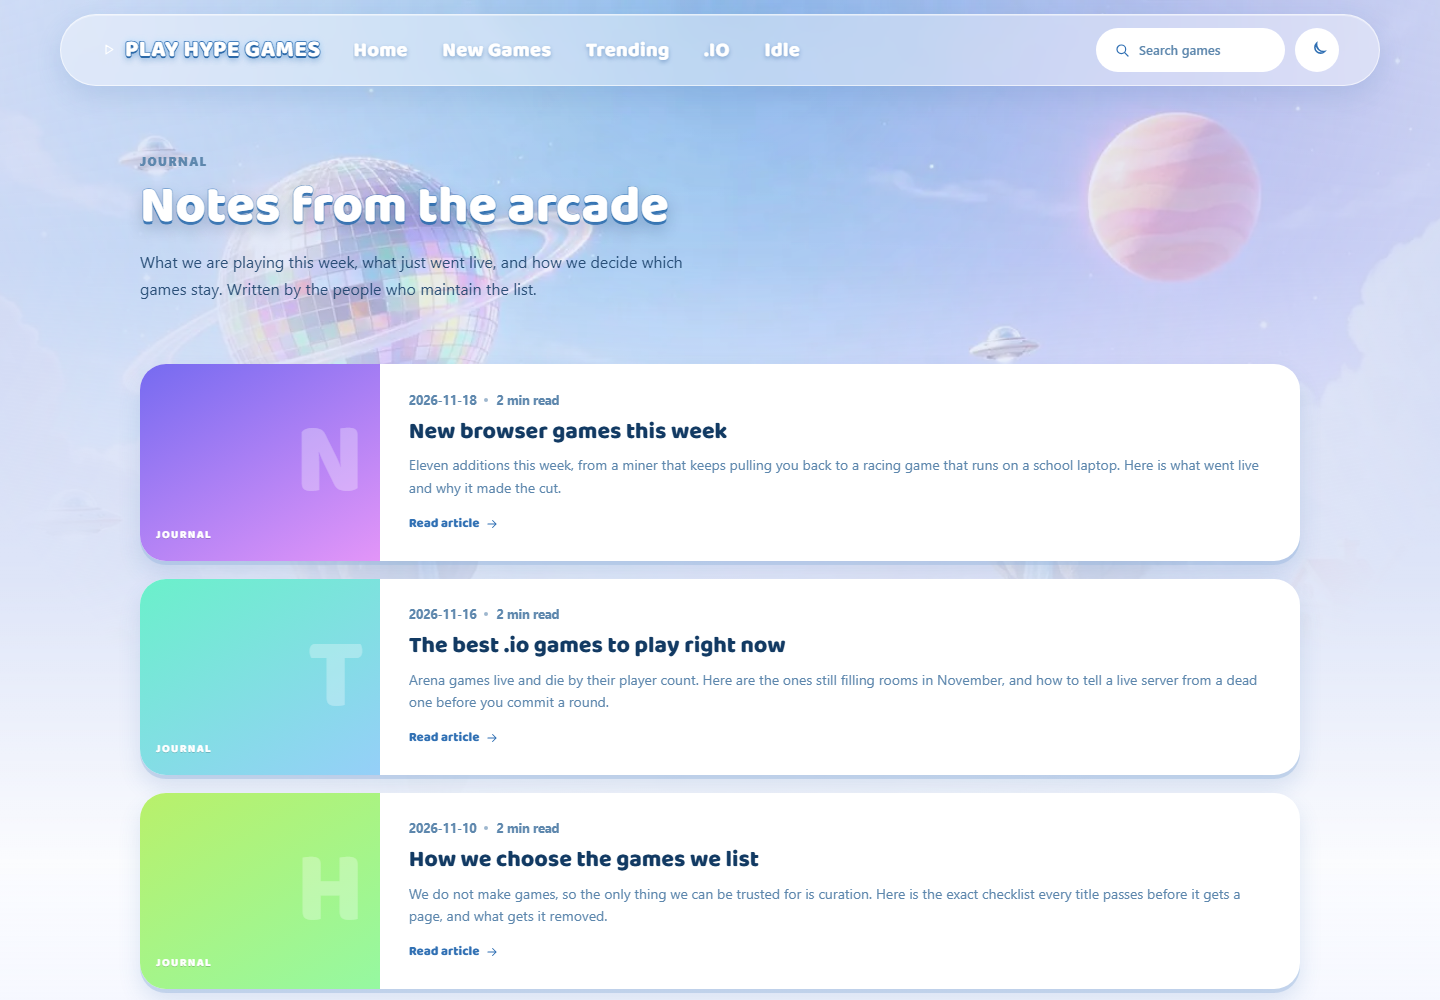 PLAY HYPE GAMES Home New Games Trending .IO Idle Search games
JOURNAL
Notes from the arcade
What we are playing this week, what just went live, and how we decide which
games stay. Written by the people who maintain the list.
N
JOURNAL
2026-11-18 • 2 min read
New browser games this week
Eleven additions this week, from a miner that keeps pulling you back to a racing game that runs on a school laptop. Here is what went live
and why it made the cut.
Read article →
T
JOURNAL
2026-11-16 • 2 min read
The best .io games to play right now
Arena games live and die by their player count. Here are the ones still filling rooms in November, and how to tell a live server from a dead
one before you commit a round.
Read article →
H
JOURNAL
2026-11-10 • 2 min read
How we choose the games we list
We do not make games, so the only thing we can be trusted for is curation. Here is the exact checklist every title passes before it gets a
page, and what gets it removed.
Read article →